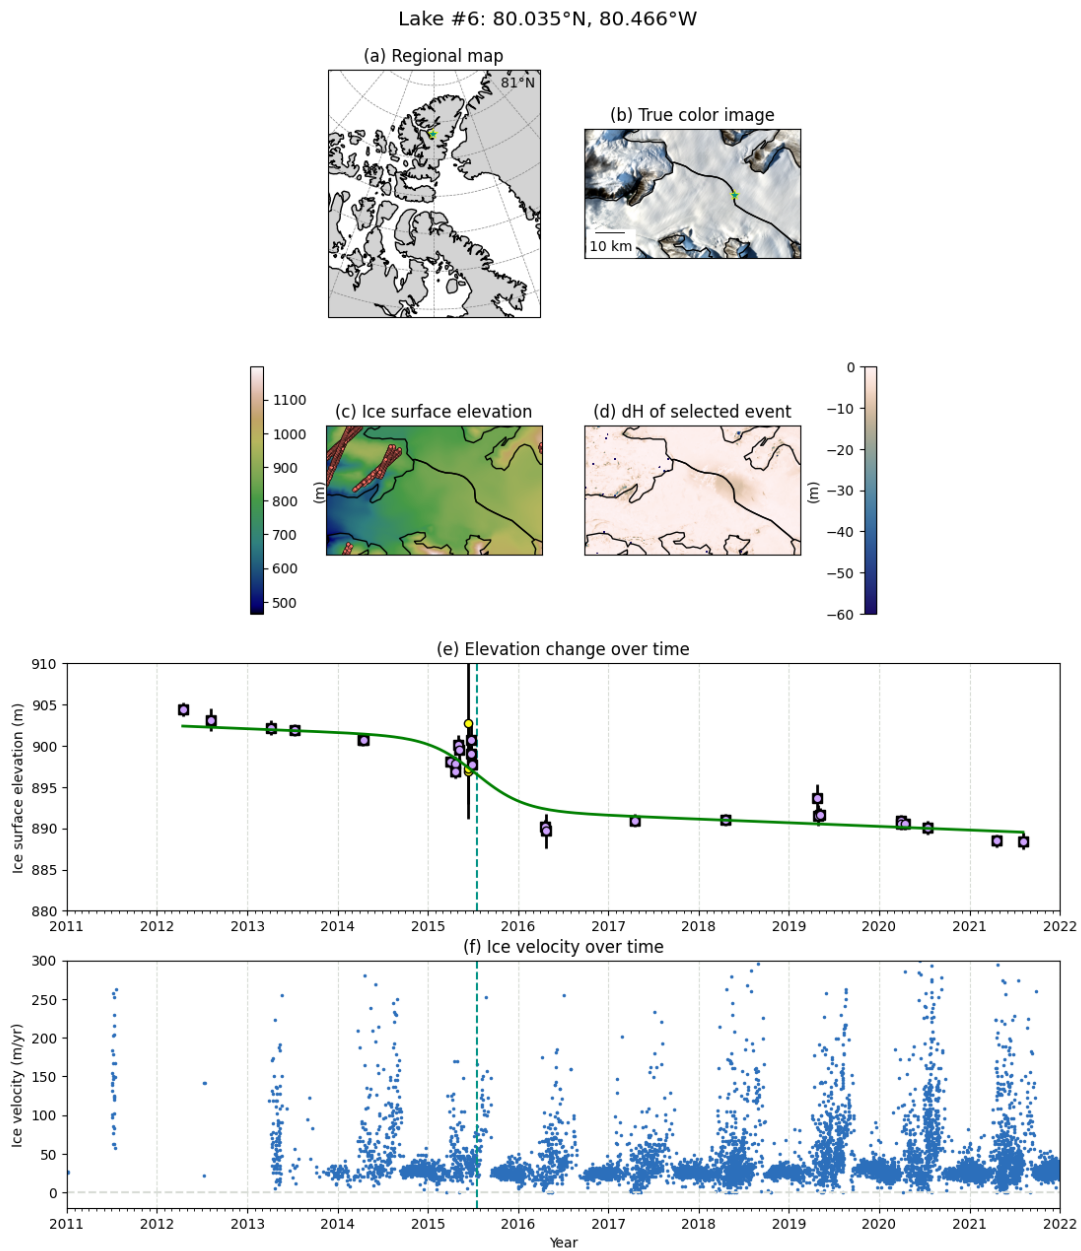 Lake #6: 80.035°N, 80.466°W
(a) Regional map
81°N
(b) True color image
10 km
(c) Ice surface elevation
1100
1000
900
800
700
600
500
(m)
(d) dH of selected event
0
−10
−20
−30
−40
−50
−60
(m)
(e) Elevation change over time
910
905
900
895
890
885
880
Ice surface elevation (m)
2011 2012 2013 2014 2015 2016 2017 2018 2019 2020 2021 2022
(f) Ice velocity over time
300
250
200
150
100
50
0
Ice velocity (m/yr)
2011 2012 2013 2014 2015 2016 2017 2018 2019 2020 2021 2022
Year